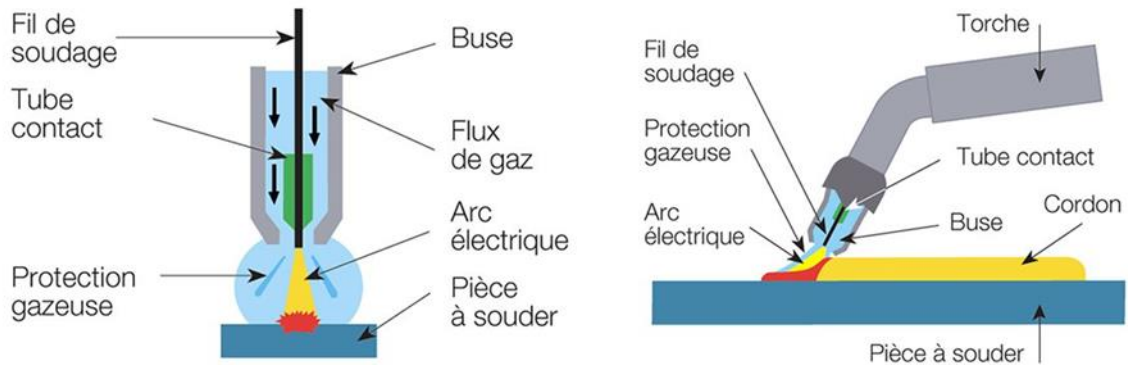 Fil de
soudage
Tube
contact
Protection
gazeuse
Buse
Flux
de gaz
Arc
électrique
Pièce
à souder
Torche
Fil de
soudage
Protection
gazeuse
Arc
électrique
Tube contact
Buse
Cordon
Pièce à souder